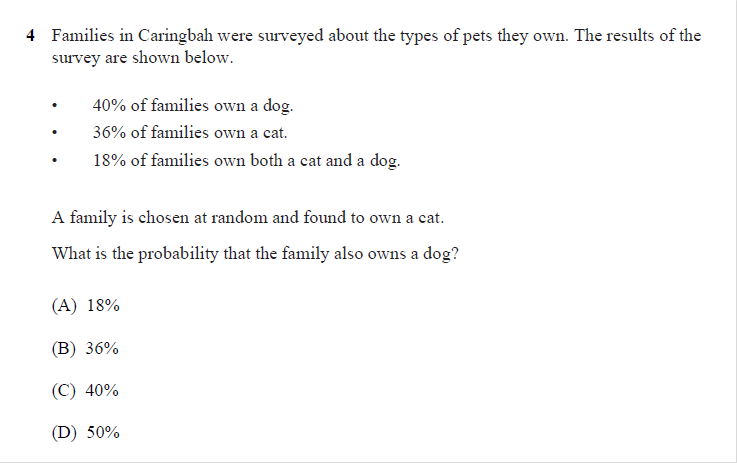 4 Families in Caringbah were surveyed about the types of pets they own. The results of the
survey are shown below.
• 40% of families own a dog.
• 36% of families own a cat.
• 18% of families own both a cat and a dog.
A family is chosen at random and found to own a cat.
What is the probability that the family also owns a dog?
(A) 18%
(B) 36%
(C) 40%
(D) 50%